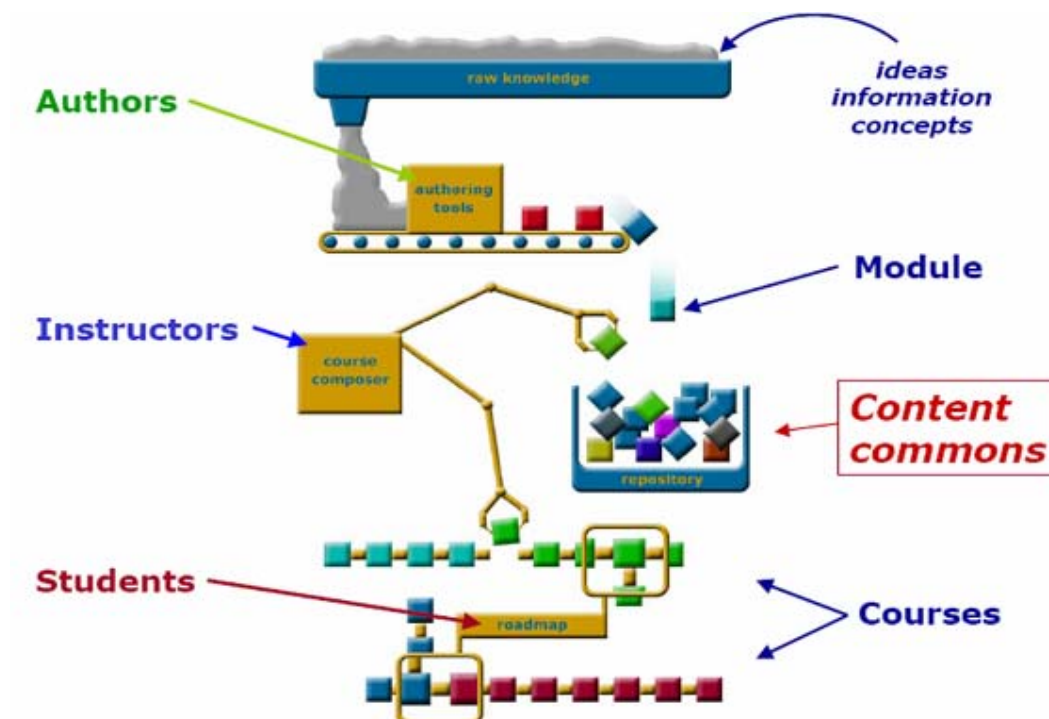 raw knowledge
ideas
information
concepts
Authors
authoring
tools
Module
Instructors
course
composer
Content
commons
repository
Students
roadmap
Courses